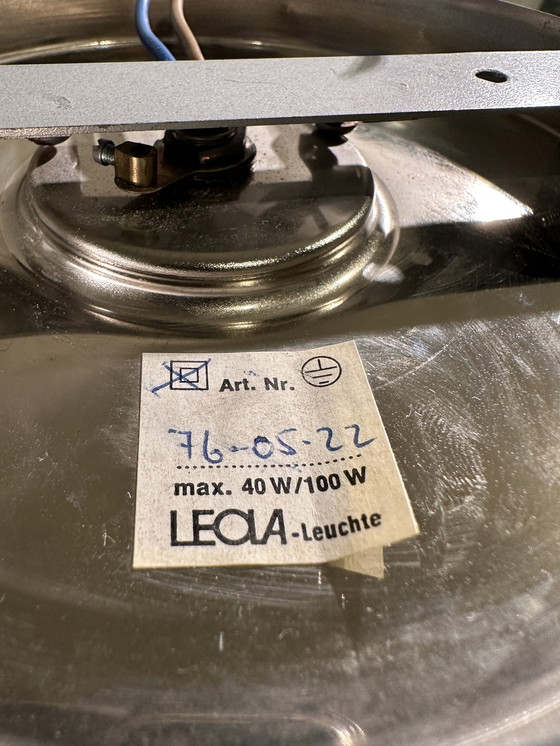 Art. Nr.
76-05-22
max. 40 W/100 W
LEOLA-Leuchte